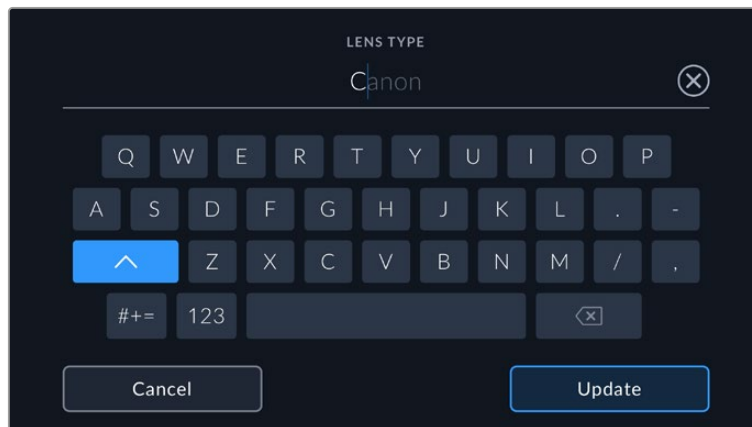 LENS TYPE
Canon
Q W E R T Y U I O P
A S D F G H J K L . -
Z X C V B N M / ,
#+= 123
Cancel Update